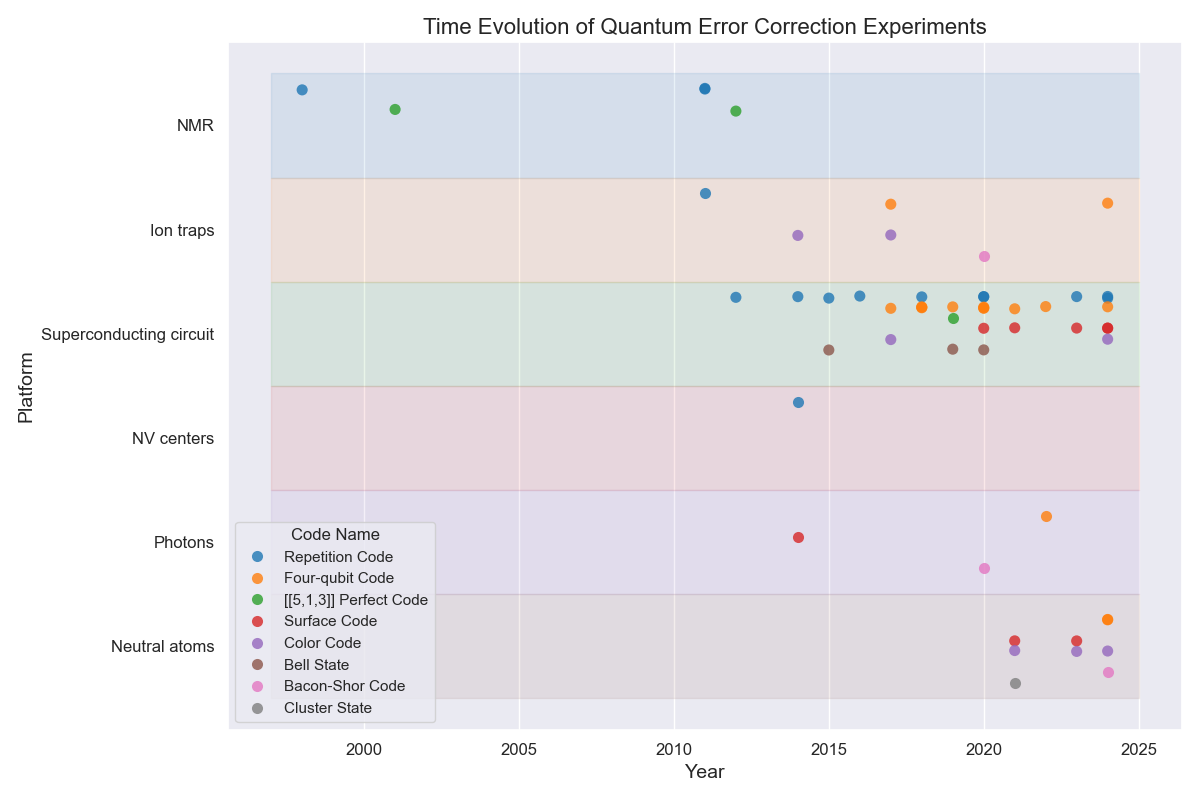 Time Evolution of Quantum Error Correction Experiments
Platform
NMR
Ion traps
Superconducting circuit
NV centers
Photons
Neutral atoms
Code Name
Repetition Code
Four-qubit Code
[[5,1,3]] Perfect Code
Surface Code
Color Code
Bell State
Bacon-Shor Code
Cluster State
2000 2005 2010 2015 2020 2025
Year